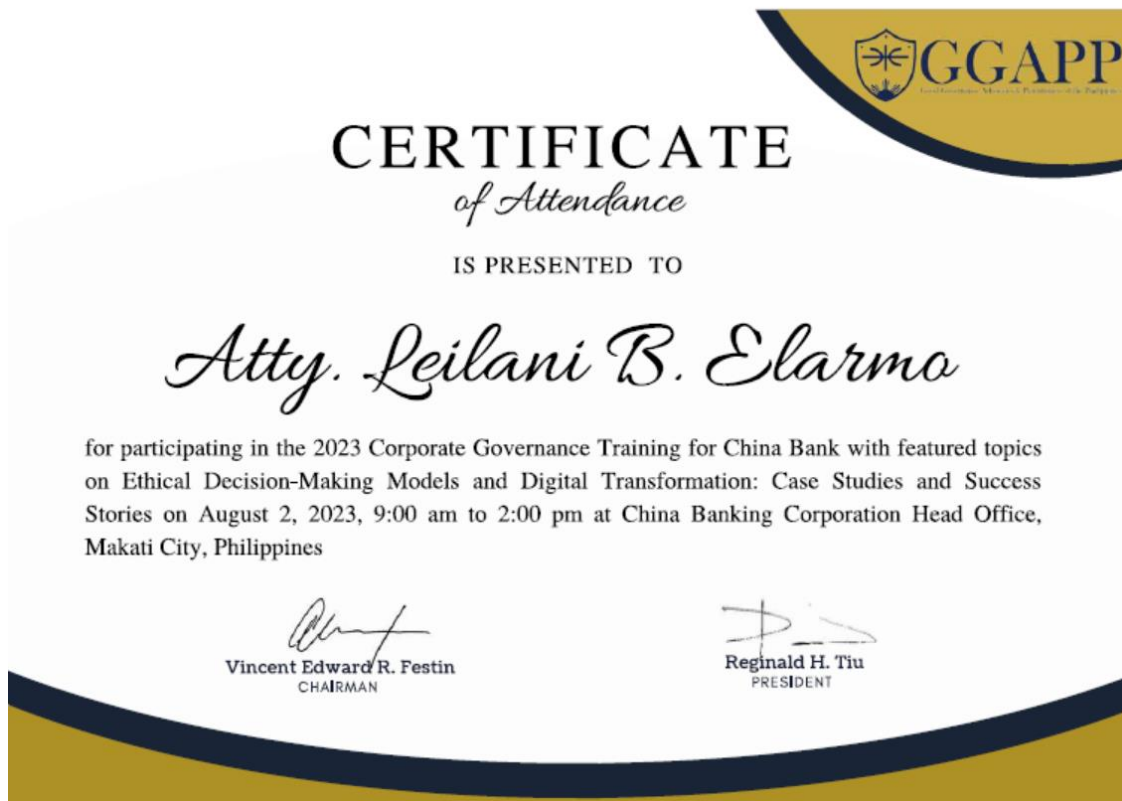 GGAPP
CERTIFICATE
of Attendance
IS PRESENTED TO
Atty. Leilani B. Elarmo
for participating in the 2023 Corporate Governance Training for China Bank with featured topics
on Ethical Decision-Making Models and Digital Transformation: Case Studies and Success
Stories on August 2, 2023, 9:00 am to 2:00 pm at China Banking Corporation Head Office,
Makati City, Philippines
Vincent Edward R. Festin
CHAIRMAN
Reginald H. Tiu
PRESIDENT